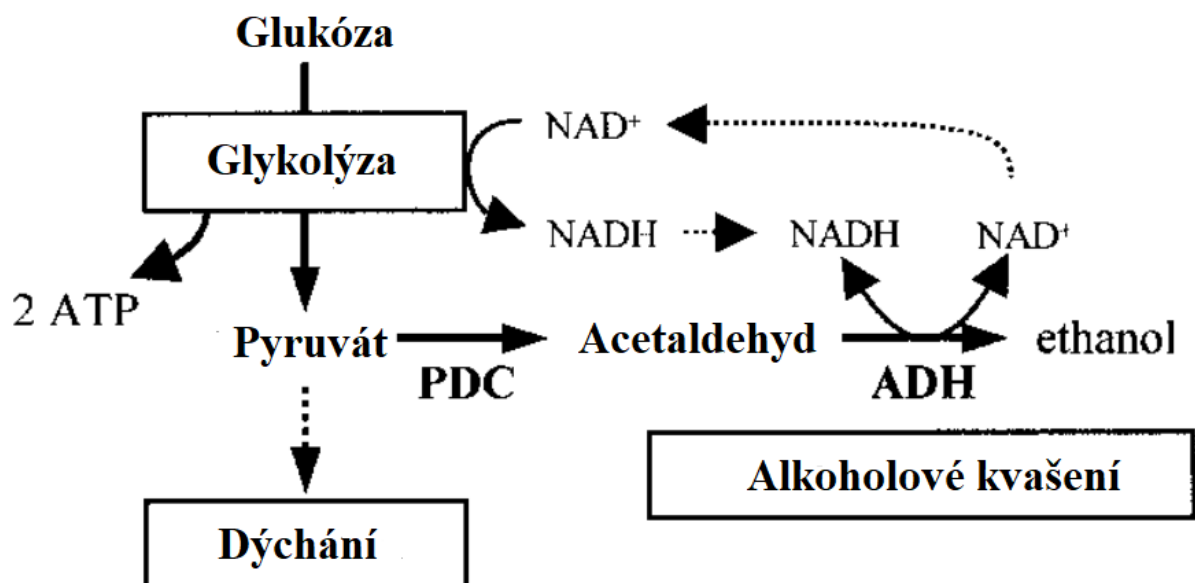 Glukóza
NAD+
Glykolýza
NADH
NADH
NAD+
2 ATP
Pyruvát
Acetaldehyd
ethanol
PDC
ADH
Alkoholové kvašení
Dýchání